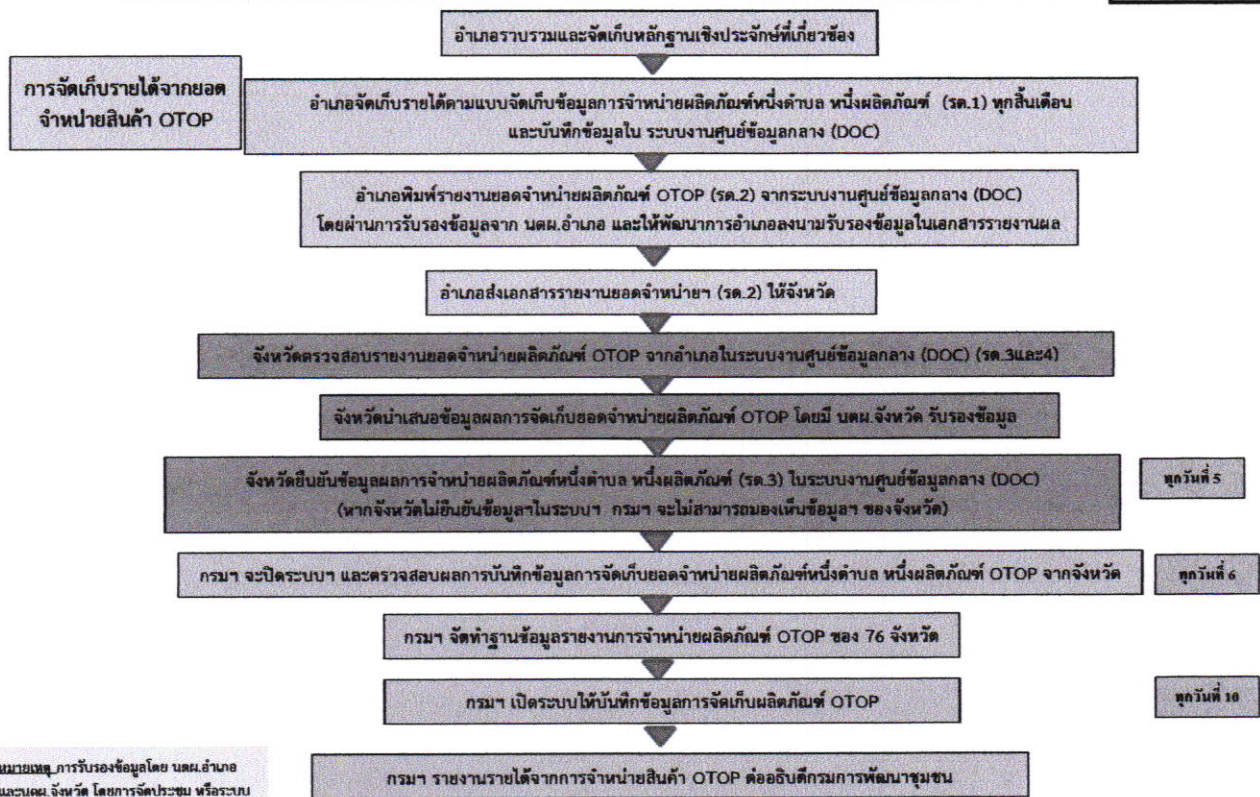 อำเภอรวบรวมและจัดเก็บหลักฐานเชิงประจักษ์ที่เกี่ยวข้อง
การจัดเก็บรายได้จากยอด
จำหน่ายสินค้า OTOP
อำเภอจัดเก็บรายได้ตามแบบจัดเก็บข้อมูลการจำหน่ายผลิตภัณฑ์หนึ่งตำบล หนึ่งผลิตภัณฑ์ (รด.1) ทุกสิ้นเดือน
และบันทึกข้อมูลใน ระบบงานศูนย์ข้อมูลกลาง (DOC)
อำเภอพิมพ์รายงานยอดจำหน่ายผลิตภัณฑ์ OTOP (รด.2) จากระบบงานศูนย์ข้อมูลกลาง (DOC)
โดยผ่านการรับรองข้อมูลจาก นตผ.อำเภอ และให้พัฒนาการอำเภอลงนามรับรองข้อมูลในเอกสารรายงานผล
อำเภอส่งเอกสารรายงานยอดจำหน่ายฯ (รด.2) ให้จังหวัด
จังหวัดตรวจสอบรายงานยอดจำหน่ายผลิตภัณฑ์ OTOP จากอำเภอในระบบงานศูนย์ข้อมูลกลาง (DOC) (รด.3และ4)
จังหวัดนำเสนอข้อมูลผลการจัดเก็บยอดจำหน่ายผลิตภัณฑ์ OTOP โดยมี นตผ.จังหวัด รับรองข้อมูล
จังหวัดยืนยันข้อมูลผลการจำหน่ายผลิตภัณฑ์หนึ่งตำบล หนึ่งผลิตภัณฑ์ (รด.3) ในระบบงานศูนย์ข้อมูลกลาง (DOC)
(หากจังหวัดไม่ยืนยันข้อมูลฯในระบบฯ กรมฯ จะไม่สามารถมองเห็นข้อมูลฯ ของจังหวัด)
ทุกวันที่ 5
กรมฯ จะปิดระบบฯ และตรวจสอบผลการบันทึกข้อมูลการจัดเก็บยอดจำหน่ายผลิตภัณฑ์หนึ่งตำบล หนึ่งผลิตภัณฑ์ OTOP จากจังหวัด
ทุกวันที่ 6
กรมฯ จัดทำฐานข้อมูลรายงานการจำหน่ายผลิตภัณฑ์ OTOP ของ 76 จังหวัด
กรมฯ เปิดระบบให้บันทึกข้อมูลการจัดเก็บผลิตภัณฑ์ OTOP
ทุกวันที่ 10
หมายเหตุ การรับรองข้อมูลโดย นตผ.อำเภอ
และนตผ.จังหวัด โดยการจัดประชุม หรือระบบ
กรมฯ รายงานรายได้จากการจำหน่ายสินค้า OTOP ต่ออธิบดีกรมการพัฒนาชุมชน